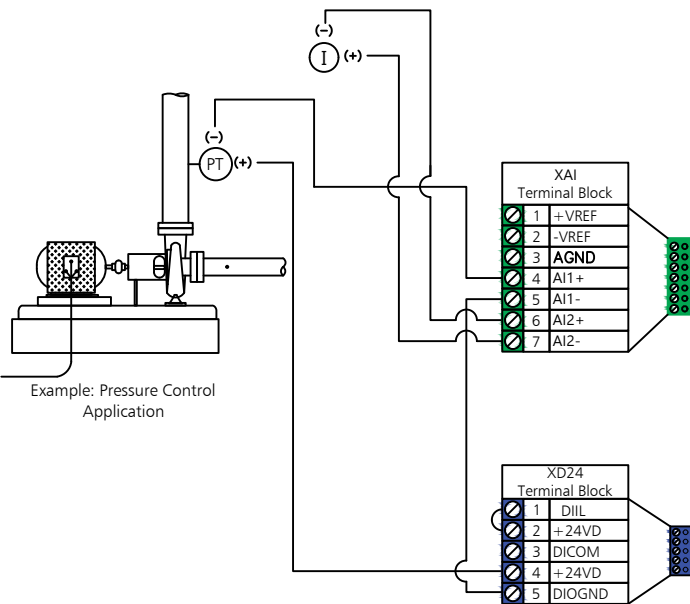 (-)
I (+)
(-)
PT (+)
XAI
Terminal Block
1 +VREF
2 -VREF
3 AGND
4 AI1+
5 AI1-
6 AI2+
7 AI2-
Example: Pressure Control
Application
XD24
Terminal Block
1 DIIL
2 +24VD
3 DICOM
4 +24VD
5 DIOGND